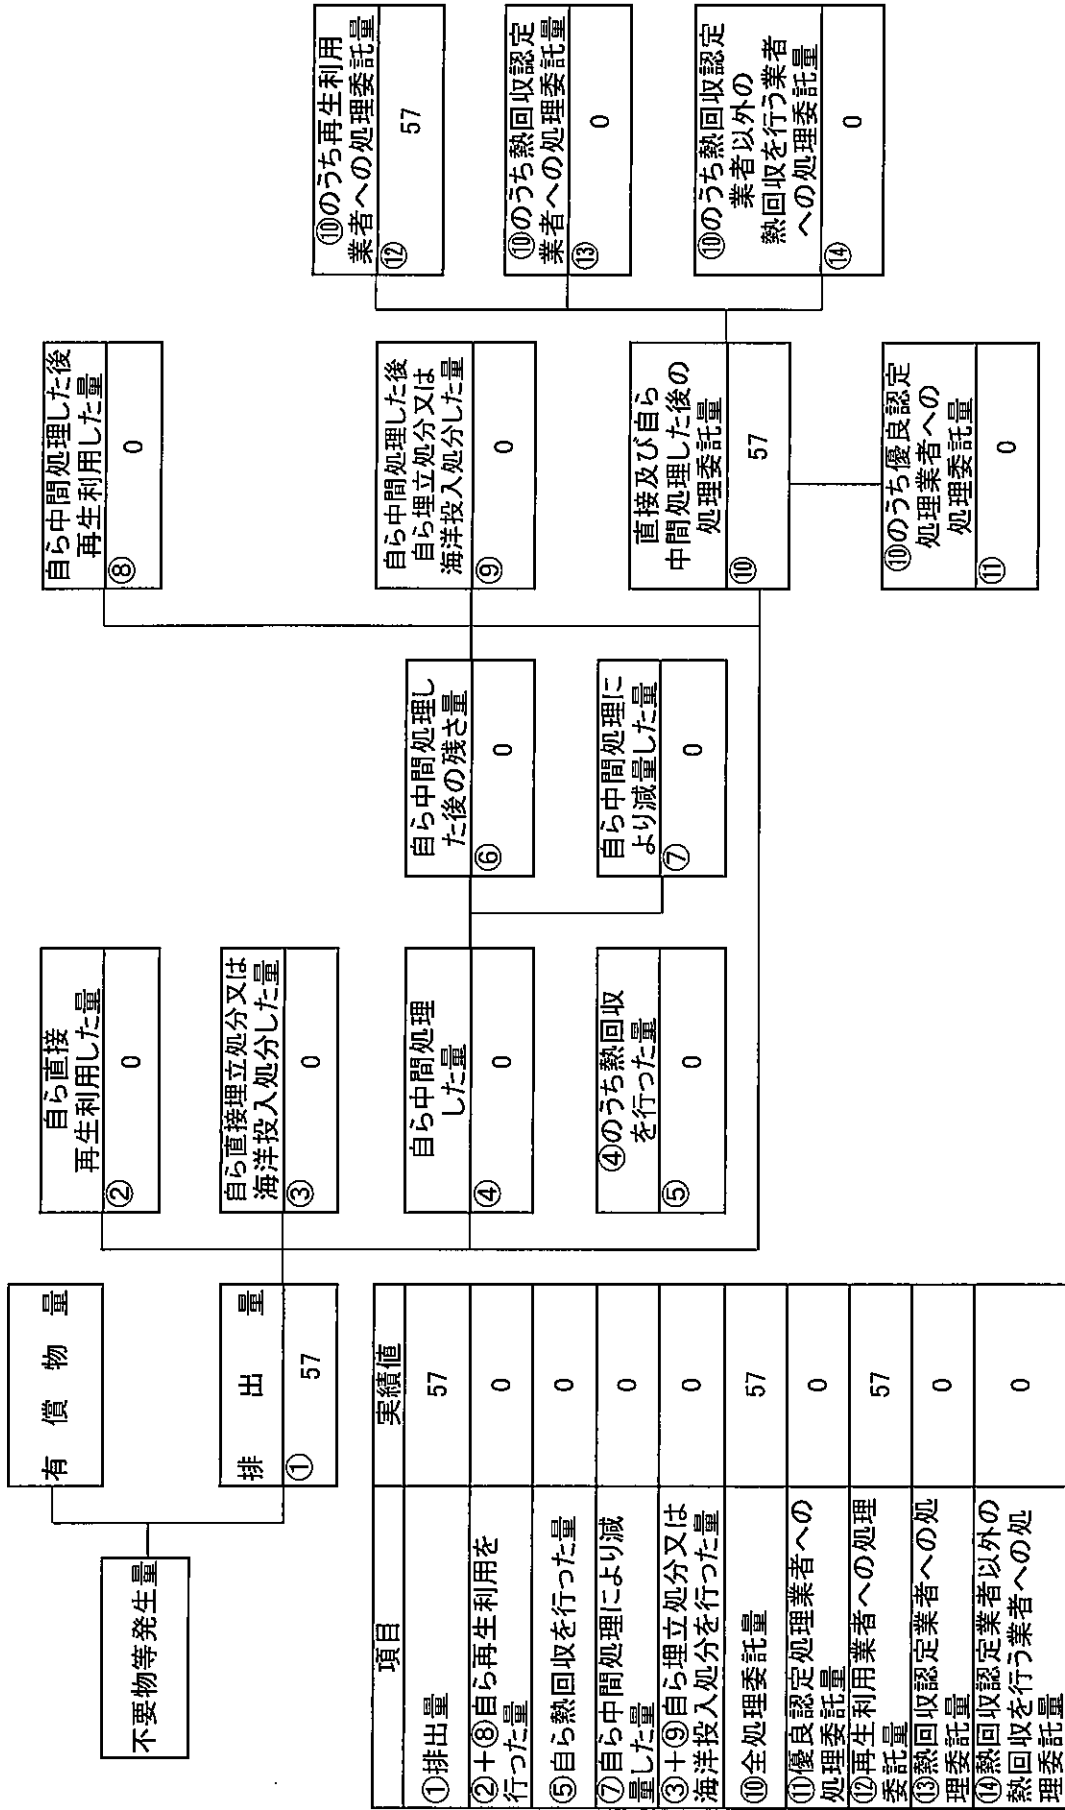 不要物等発生量
有償物量
排出量
①
57
自ら直接
再生利用した量
②
0
自ら直接埋立処分又は
海洋投入処分した量
③
0
自ら中間処理
した量
④
0
④のうち熱回収
を行った量
⑤
0
自ら中間処理し
た後の残さ量
⑥
0
自ら中間処理に
より減量した量
⑦
0
自ら中間処理した後
再生利用した量
⑧
0
自ら中間処理した後
自ら埋立処分又は
海洋投入処分した量
⑨
0
直接及び自ら
中間処理した後の
処理委託量
⑩
57
⑩のうち優良認定
処理業者への
処理委託量
⑪
0
⑩のうち再生利用
業者への処理委託量
⑫
57
⑩のうち熱回収認定
業者への処理委託量
⑬
0
⑩のうち熱回収認定
業者以外の
熱回収を行う業者
への処理委託量
⑭
0
項目 実績値
①排出量 57
②+⑧自ら再生利用を
行った量 0
⑤自ら熱回収を行った量 0
⑦自ら中間処理により減
量した量 0
③+⑨自ら埋立処分又は
海洋投入処分を行った量 0
⑩全処理委託量 57
⑪優良認定処理業者への
処理委託量 0
⑫再生利用業者への処理
委託量 57
⑬熱回収認定業者への処
理委託量 0
⑭熱回収認定業者以外の
熱回収を行う業者への処
理委託量 0